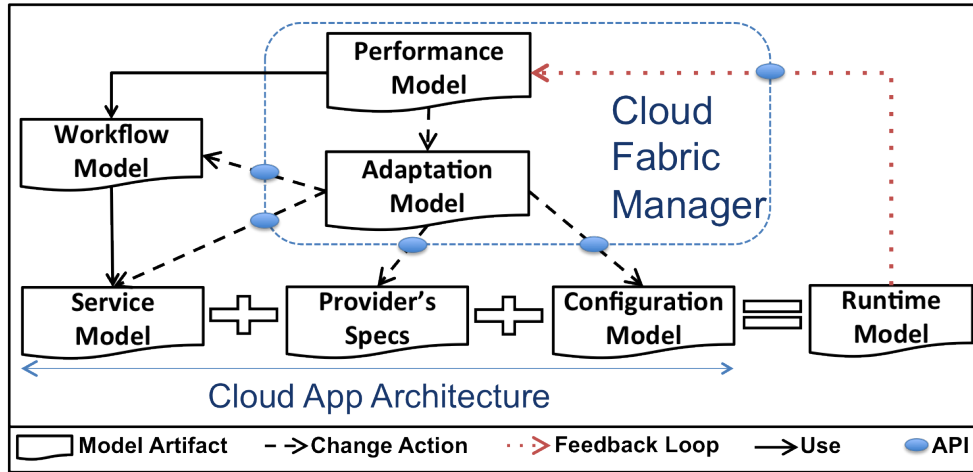 Performance
Model
Cloud
Fabric
Manager
Workflow
Model
Adaptation
Model
Service
Model
Provider's
Specs
Configuration
Model
Runtime
Model
Cloud App Architecture
Model Artifact
Change Action
Feedback Loop
Use
API